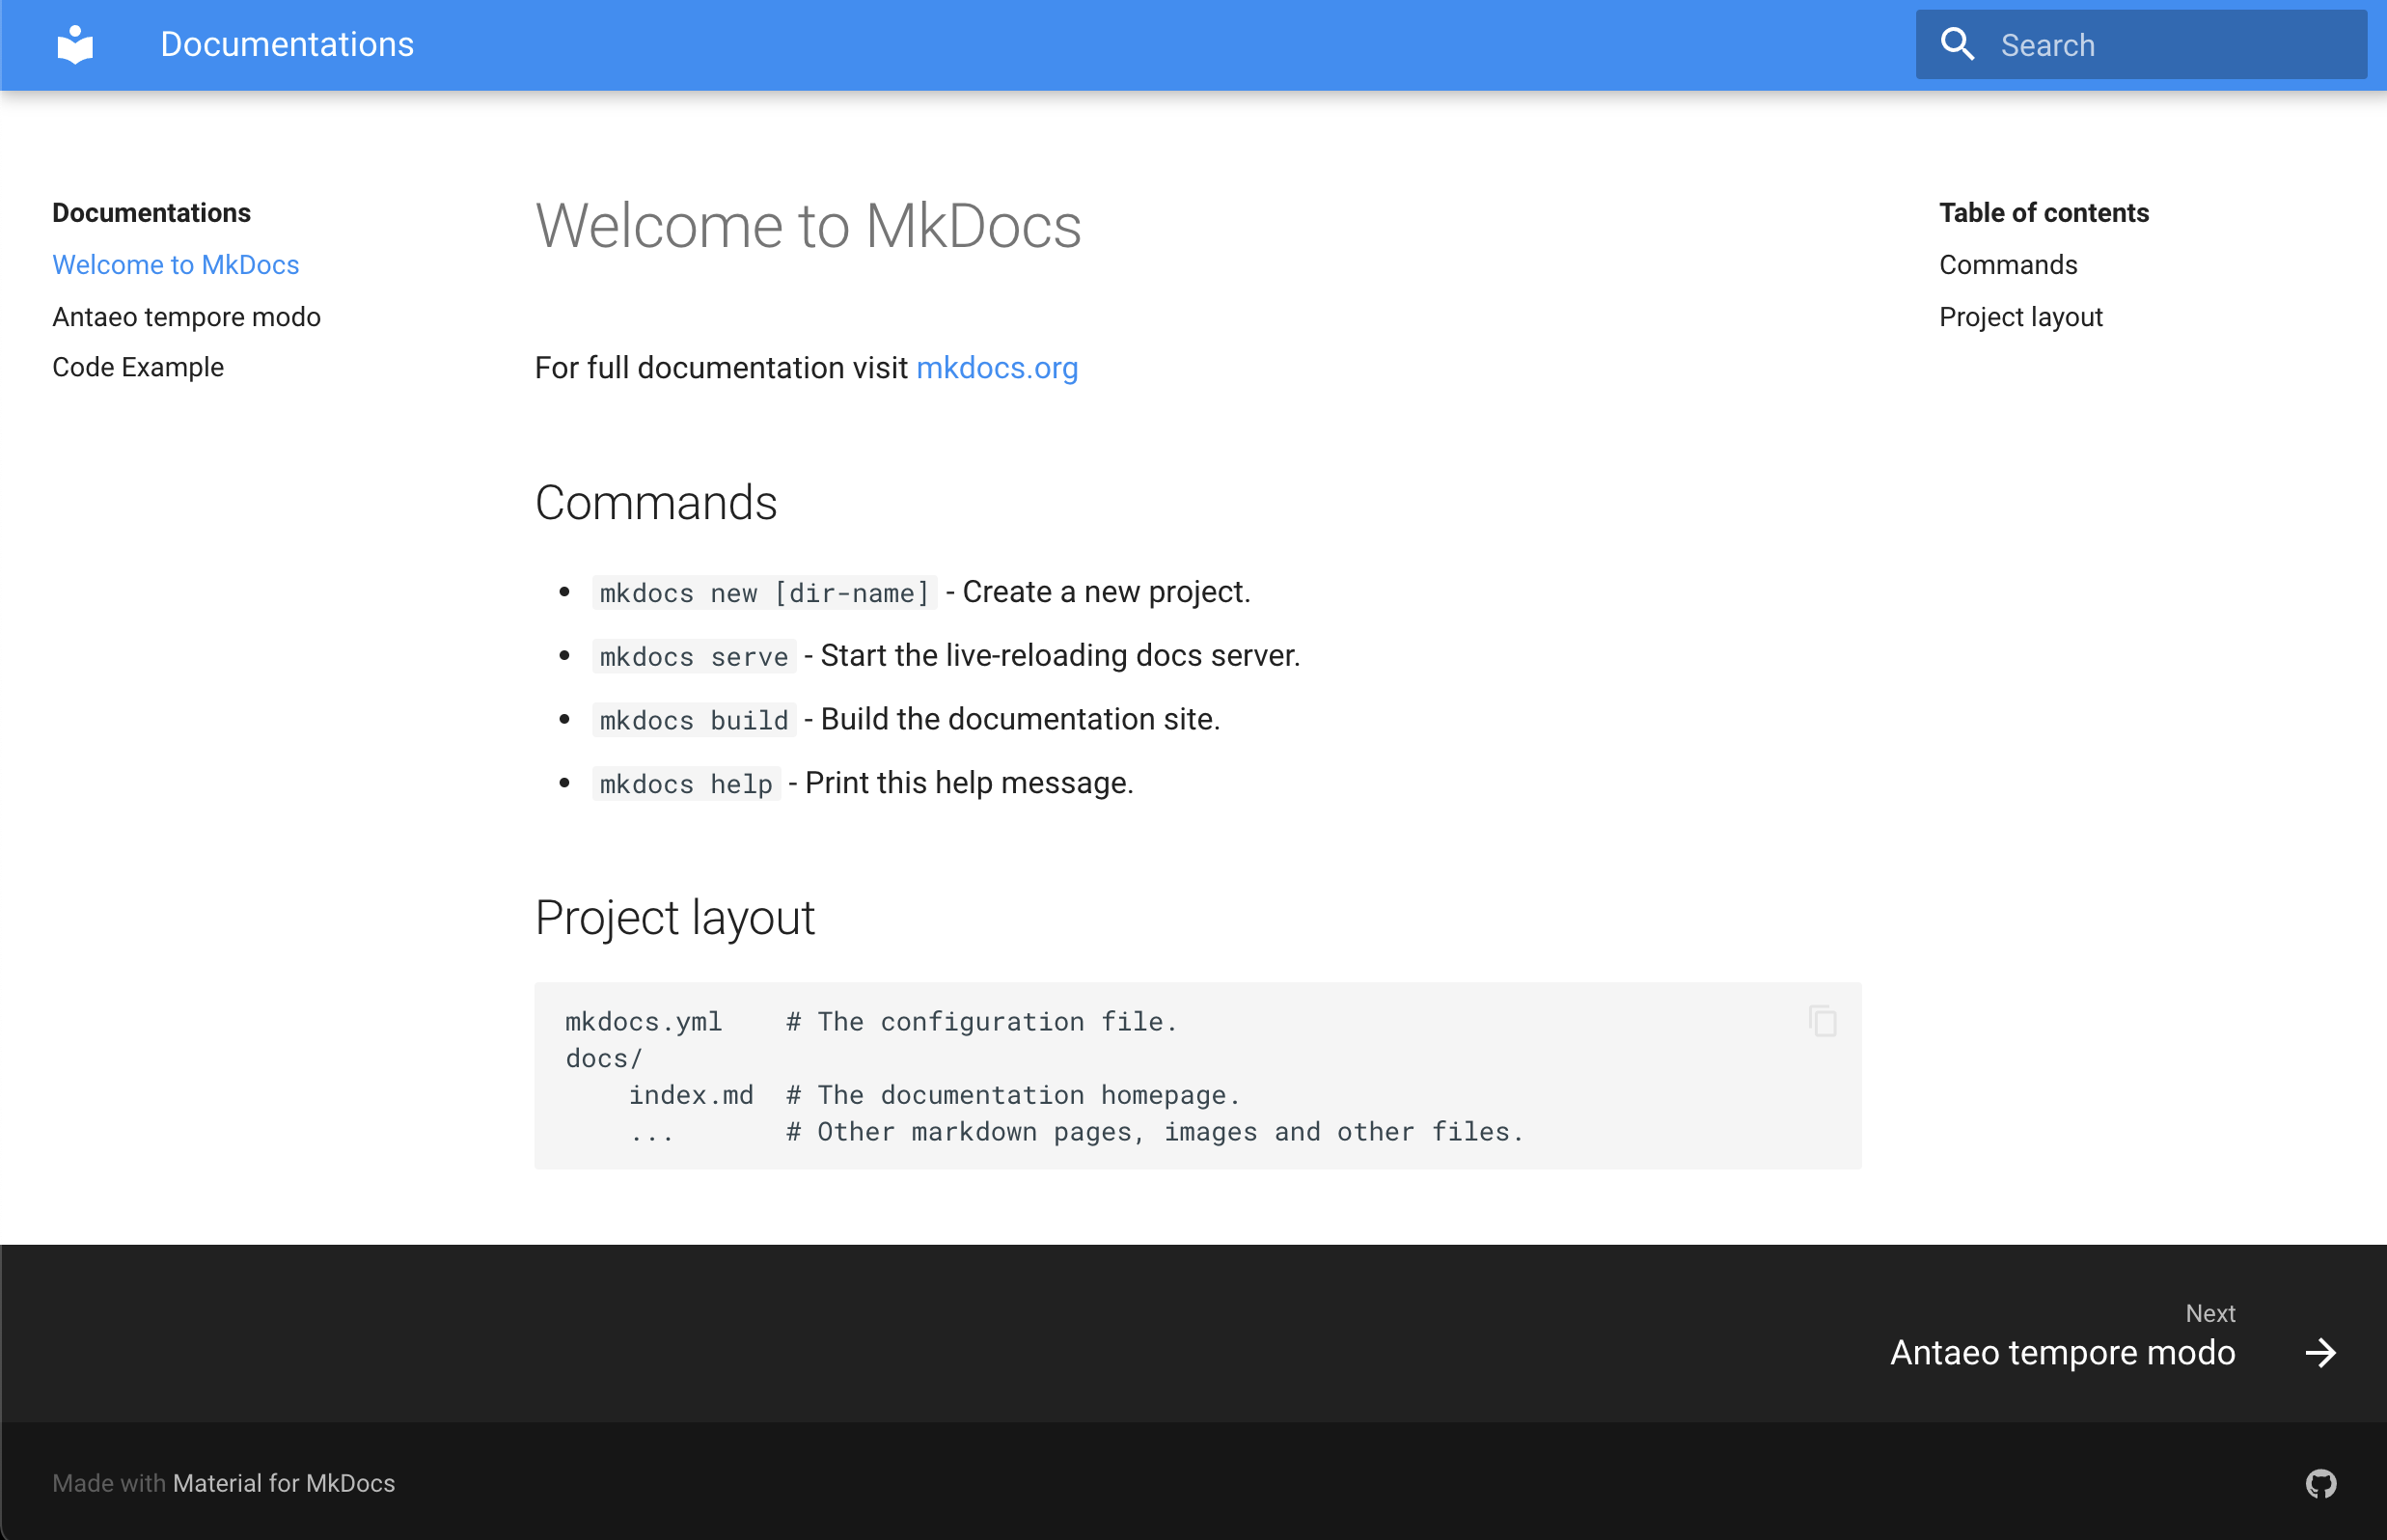 Documentations
Search
Documentations
Welcome to MkDocs
Antaeo tempore modo
Code Example
Welcome to MkDocs
For full documentation visit mkdocs.org
Commands
mkdocs new [dir-name] - Create a new project.
mkdocs serve - Start the live-reloading docs server.
mkdocs build - Build the documentation site.
mkdocs help - Print this help message.
Project layout
mkdocs.yml    # The configuration file.
docs/
    index.md  # The documentation homepage.
    ...       # Other markdown pages, images and other files.
Table of contents
Commands
Project layout
Next
Antaeo tempore modo
Made with Material for MkDocs